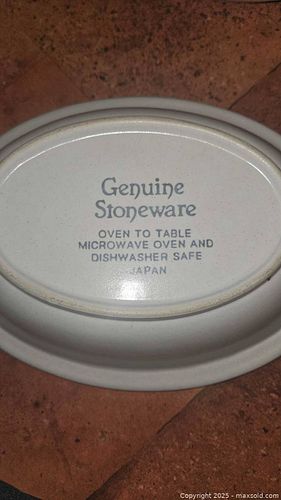 Genuine
Stoneware
OVEN TO TABLE
MICROWAVE OVEN AND
DISHWASHER SAFE
JAPAN
Copyright © 2025 - maxsold.com